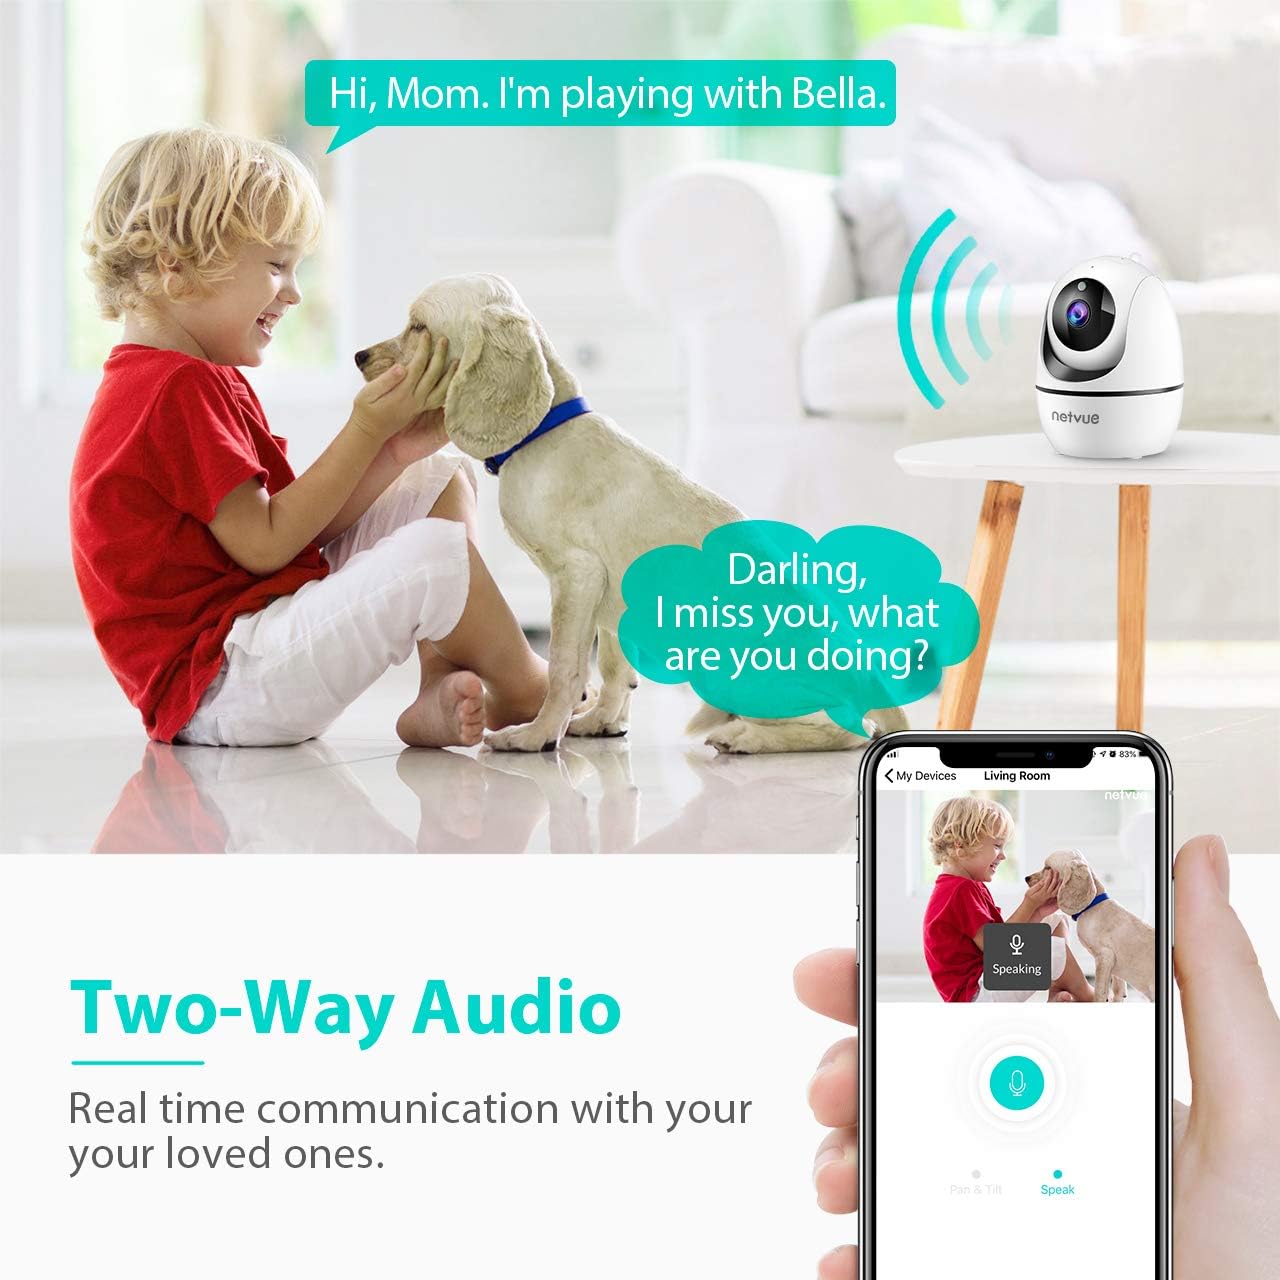 Hi, Mom. I'm playing with Bella.
netvue
Darling,
I miss you, what
are you doing?
83%
My Devices Living Room
netvue
Speaking
Pan & Tilt Speak
Two-Way Audio
Real time communication with your
your loved ones.